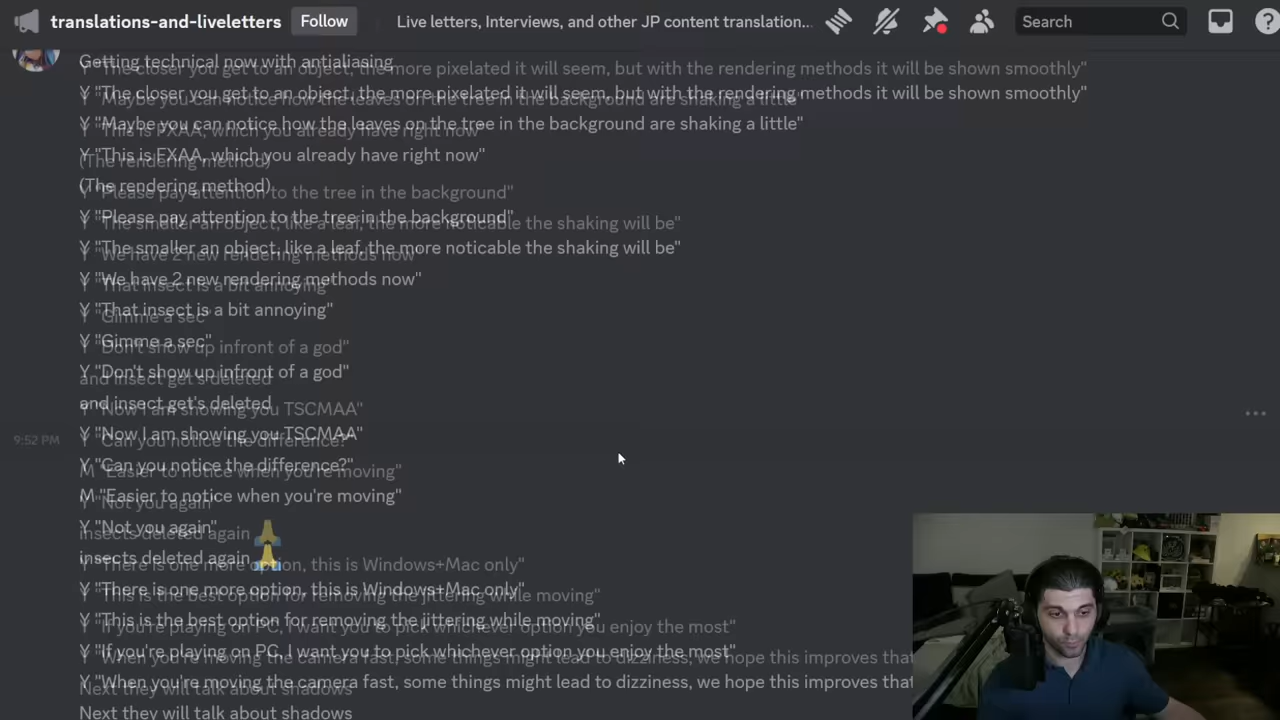 translations-and-liveletters
Follow
Live letters, Interviews, and other JP content translation...
Search
Getting technical now with antialiasing
Y "The closer you get to an object, the more pixelated it will seem, but with the rendering methods it will be shown smoothly"
Y "Maybe you can notice how the leaves on the tree in the background are shaking a little"
Y "This is FXAA, which you already have right now"
(The rendering method)
Y "Please pay attention to the tree in the background"
Y "The smaller an object, like a leaf, the more noticable the shaking will be"
Y "We have 2 new rendering methods now"
Y "That insect is a bit annoying"
Y "Gimme a sec"
Y "Don't show up infront of a god"
and insect get's deleted
Y "Now I am showing you TSCMAA"
9:52 PM
Y "Can you notice the difference?"
M "Easier to notice when you're moving"
Y "Not you again"
insects deleted again
Y "There is one more option, this is Windows+Mac only"
Y "This is the best option for removing the jittering while moving"
Y "If you're playing on PC, I want you to pick whichever option you enjoy the most"
Y "When you're moving the camera fast, some things might lead to dizziness, we hope this improves that
Next they will talk about shadows